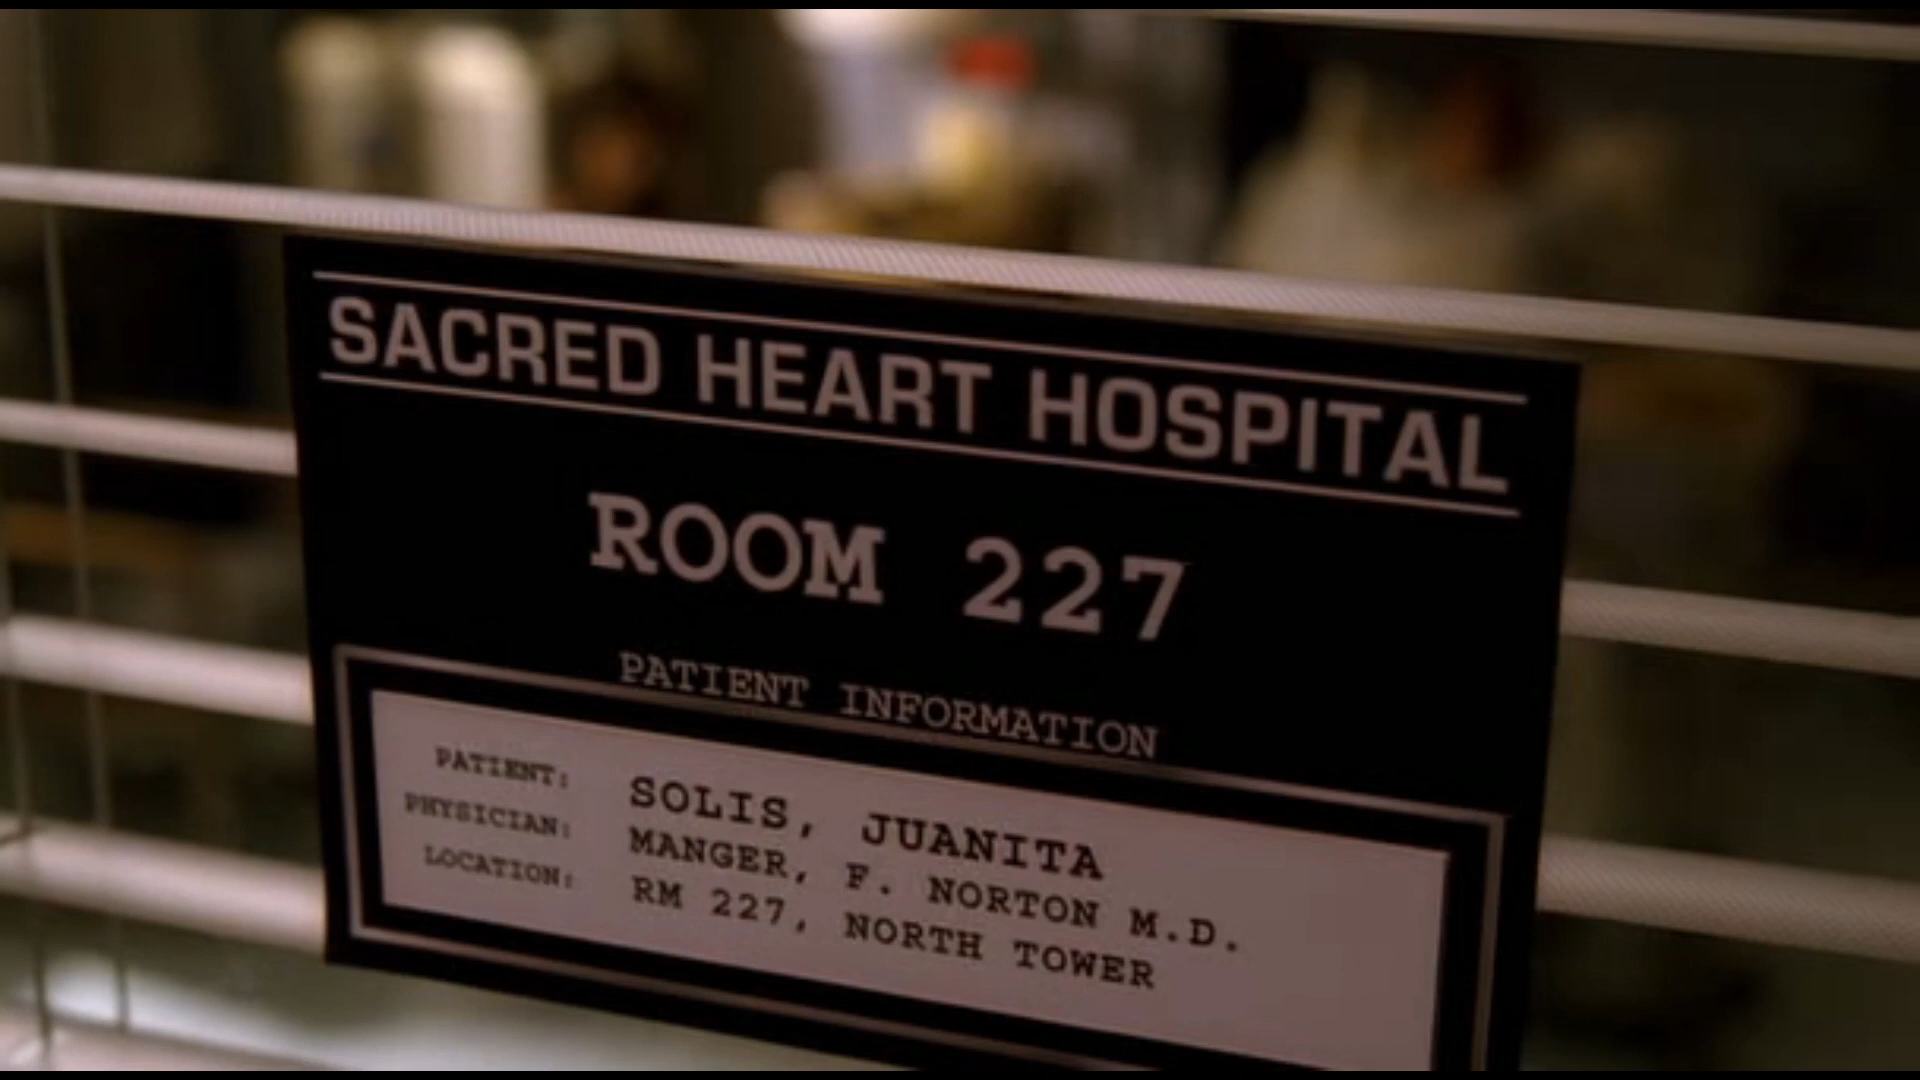 SACRED HEART HOSPITAL
ROOM 227
PATIENT INFORMATION
PATIENT: SOLIS, JUANITA
PHYSICIAN: MANGER, F. NORTON M.D.
LOCATION: RM 227, NORTH TOWER